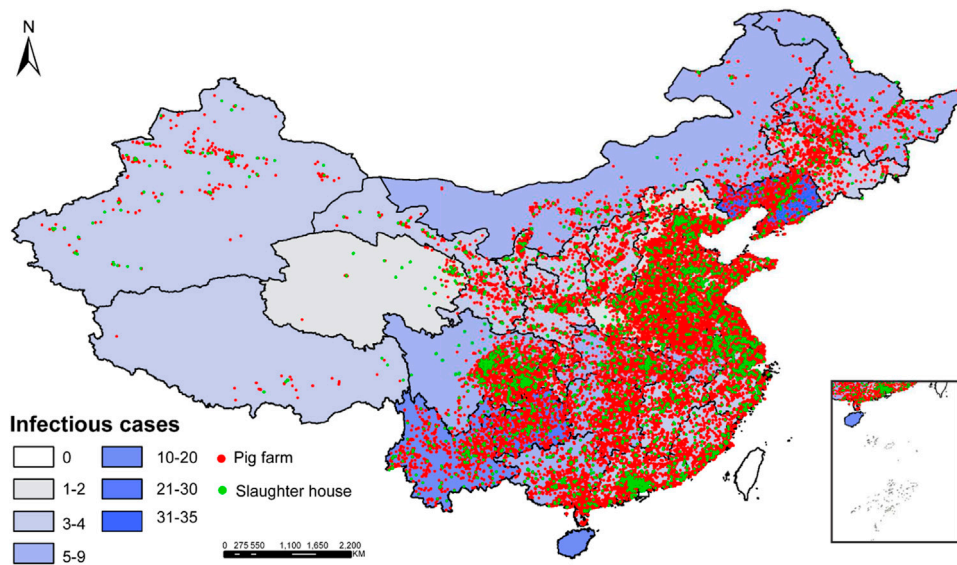 N
Infectious cases
0
10-20
Pig farm
1-2
21-30
Slaughter house
3-4
31-35
5-9
0 275 550 1,100 1,650 2,200
KM